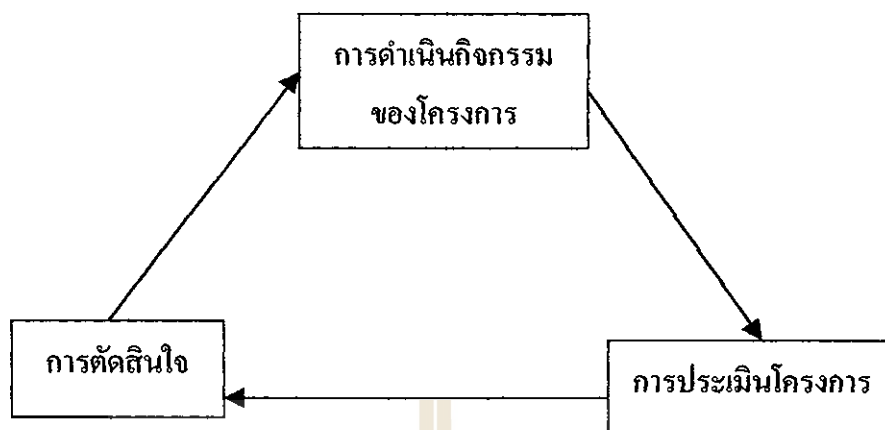 การดำเนินกิจกรรม
ของโครงการ
การตัดสินใจ
การประเมินโครงการ